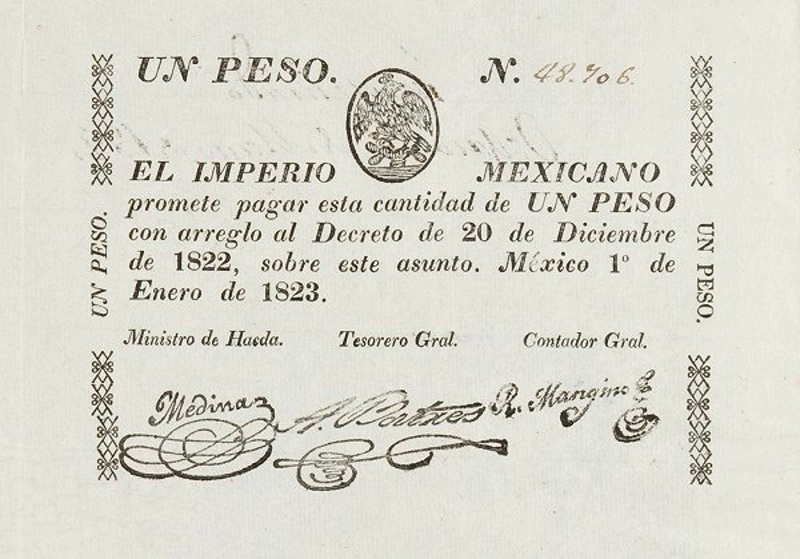 UN PESO. N. 48.706.
EL IMPERIO MEXICANO
promete pagar esta cantidad de UN PESO
con arreglo al Decreto de 20 de Diciembre
de 1822, sobre este asunto. México 1º de
Enero de 1823.
UN PESO.
UN PESO.
Ministro de Haeda. Tesorero Gral. Contador Gral.
Medina A. Batres R. Mangino